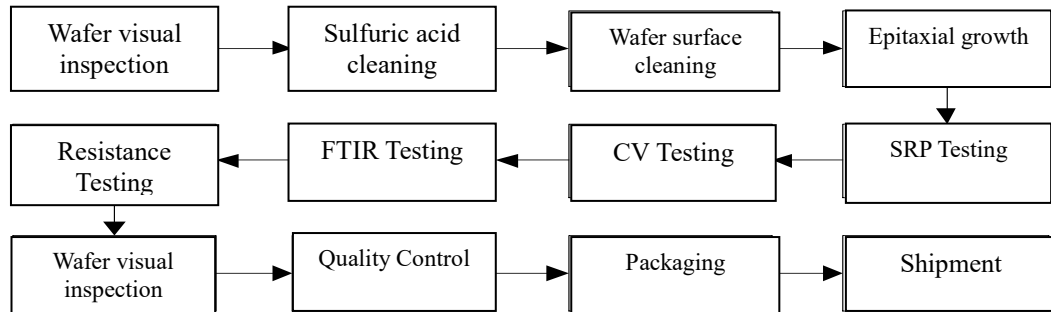 Wafer visual
inspection
Sulfuric acid
cleaning
Wafer surface
cleaning
Epitaxial growth
SRP Testing
CV Testing
FTIR Testing
Resistance
Testing
Wafer visual
inspection
Quality Control
Packaging
Shipment